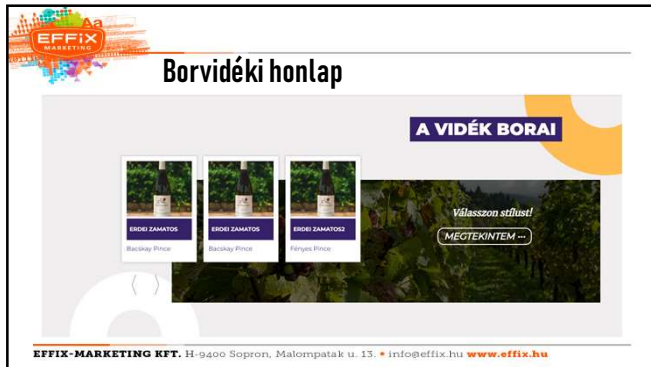 Aa
EFFiX
MARKETING
Borvidéki honlap
A VIDÉK BORAI
ERDEI ZAMATOS
Bacskay Pince
ERDEI ZAMATOS
Bacskay Pince
ERDEI ZAMATOS2
Fényes Pince
Válasszon stílust!
MEGTEKINTEM ···
EFFIX-MARKETING KFT. H-9400 Sopron, Malompatak u. 13. • info@effix.hu www.effix.hu